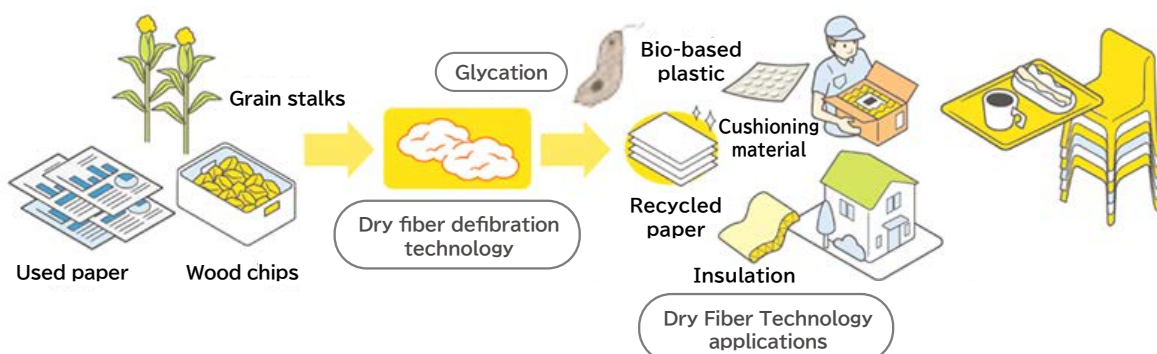 Grain stalks
Used paper
Wood chips
Glycation
Dry fiber defibration
technology
Bio-based
plastic
Cushioning
material
Recycled
paper
Insulation
Dry Fiber Technology
applications